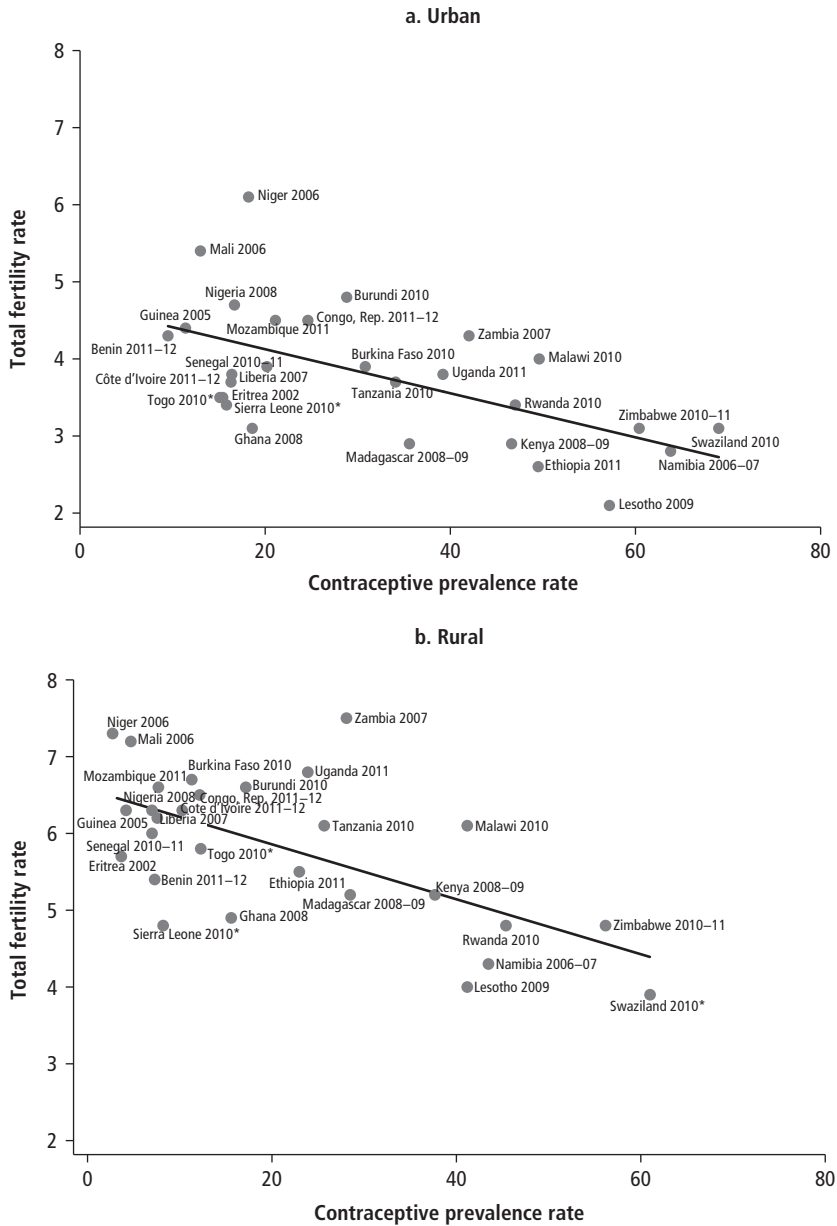 a. Urban
Total fertility rate
8
7
6
5
4
3
2
Niger 2006
Mali 2006
Nigeria 2008
Burundi 2010
Guinea 2005
Mozambique 2011
Congo, Rep. 2011–12
Zambia 2007
Benin 2011–12
Senegal 2010–11
Burkina Faso 2010
Malawi 2010
Côte d'Ivoire 2011–12
Liberia 2007
Uganda 2011
Togo 2010*
Eritrea 2002
Tanzania 2010
Sierra Leone 2010*
Rwanda 2010
Zimbabwe 2010–11
Ghana 2008
Madagascar 2008–09
Kenya 2008–09
Swaziland 2010
Ethiopia 2011
Namibia 2006–07
Lesotho 2009
0
20
40
60
80
Contraceptive prevalence rate
b. Rural
Total fertility rate
8
7
6
5
4
3
2
Niger 2006
Mali 2006
Zambia 2007
Burkina Faso 2010
Uganda 2011
Mozambique 2011
Burundi 2010
Nigeria 2008
Congo, Rep. 2011–12
Cote d'Ivoire 2011–12
Guinea 2005
Liberia 2007
Tanzania 2010
Malawi 2010
Senegal 2010–11
Togo 2010*
Eritrea 2002
Benin 2011–12
Ethiopia 2011
Kenya 2008–09
Madagascar 2008–09
Ghana 2008
Sierra Leone 2010*
Rwanda 2010
Zimbabwe 2010–11
Namibia 2006–07
Lesotho 2009
Swaziland 2010*
0
20
40
60
80
Contraceptive prevalence rate